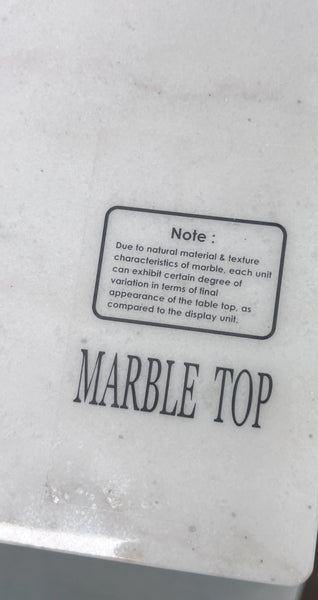 Note :
Due to natural material & texture
characteristics of marble, each unit
can exhibit certain degree of
variation in terms of final
appearance of the table top, as
compared to the display unit.
MARBLE TOP